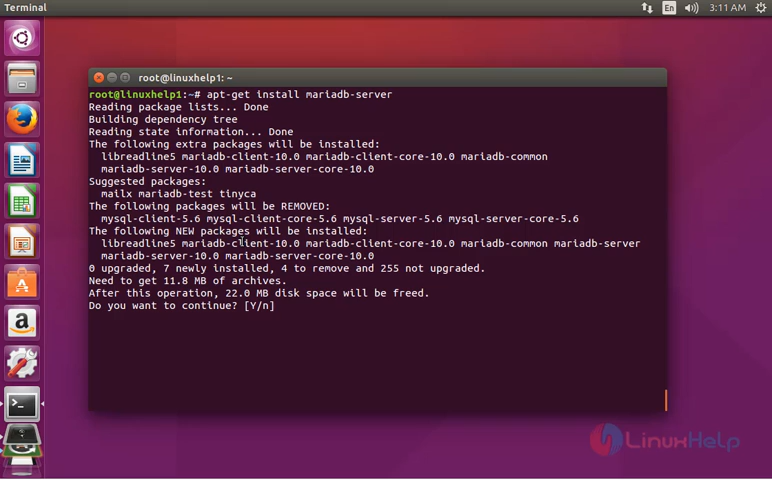 Terminal
En
3:11 AM
root@linuxhelp1: ~
root@linuxhelp1:~# apt-get install mariadb-server
Reading package lists... Done
Building dependency tree
Reading state information... Done
The following extra packages will be installed:
libreadline5 mariadb-client-10.0 mariadb-client-core-10.0 mariadb-common
mariadb-server-10.0 mariadb-server-core-10.0
Suggested packages:
mailx mariadb-test tinyca
The following packages will be REMOVED:
mysql-client-5.6 mysql-client-core-5.6 mysql-server-5.6 mysql-server-core-5.6
The following NEW packages will be installed:
libreadline5 mariadb-client-10.0 mariadb-client-core-10.0 mariadb-common mariadb-server
mariadb-server-10.0 mariadb-server-core-10.0
0 upgraded, 7 newly installed, 4 to remove and 255 not upgraded.
Need to get 11.8 MB of archives.
After this operation, 22.0 MB disk space will be freed.
Do you want to continue? [Y/n]
LinuxHelp